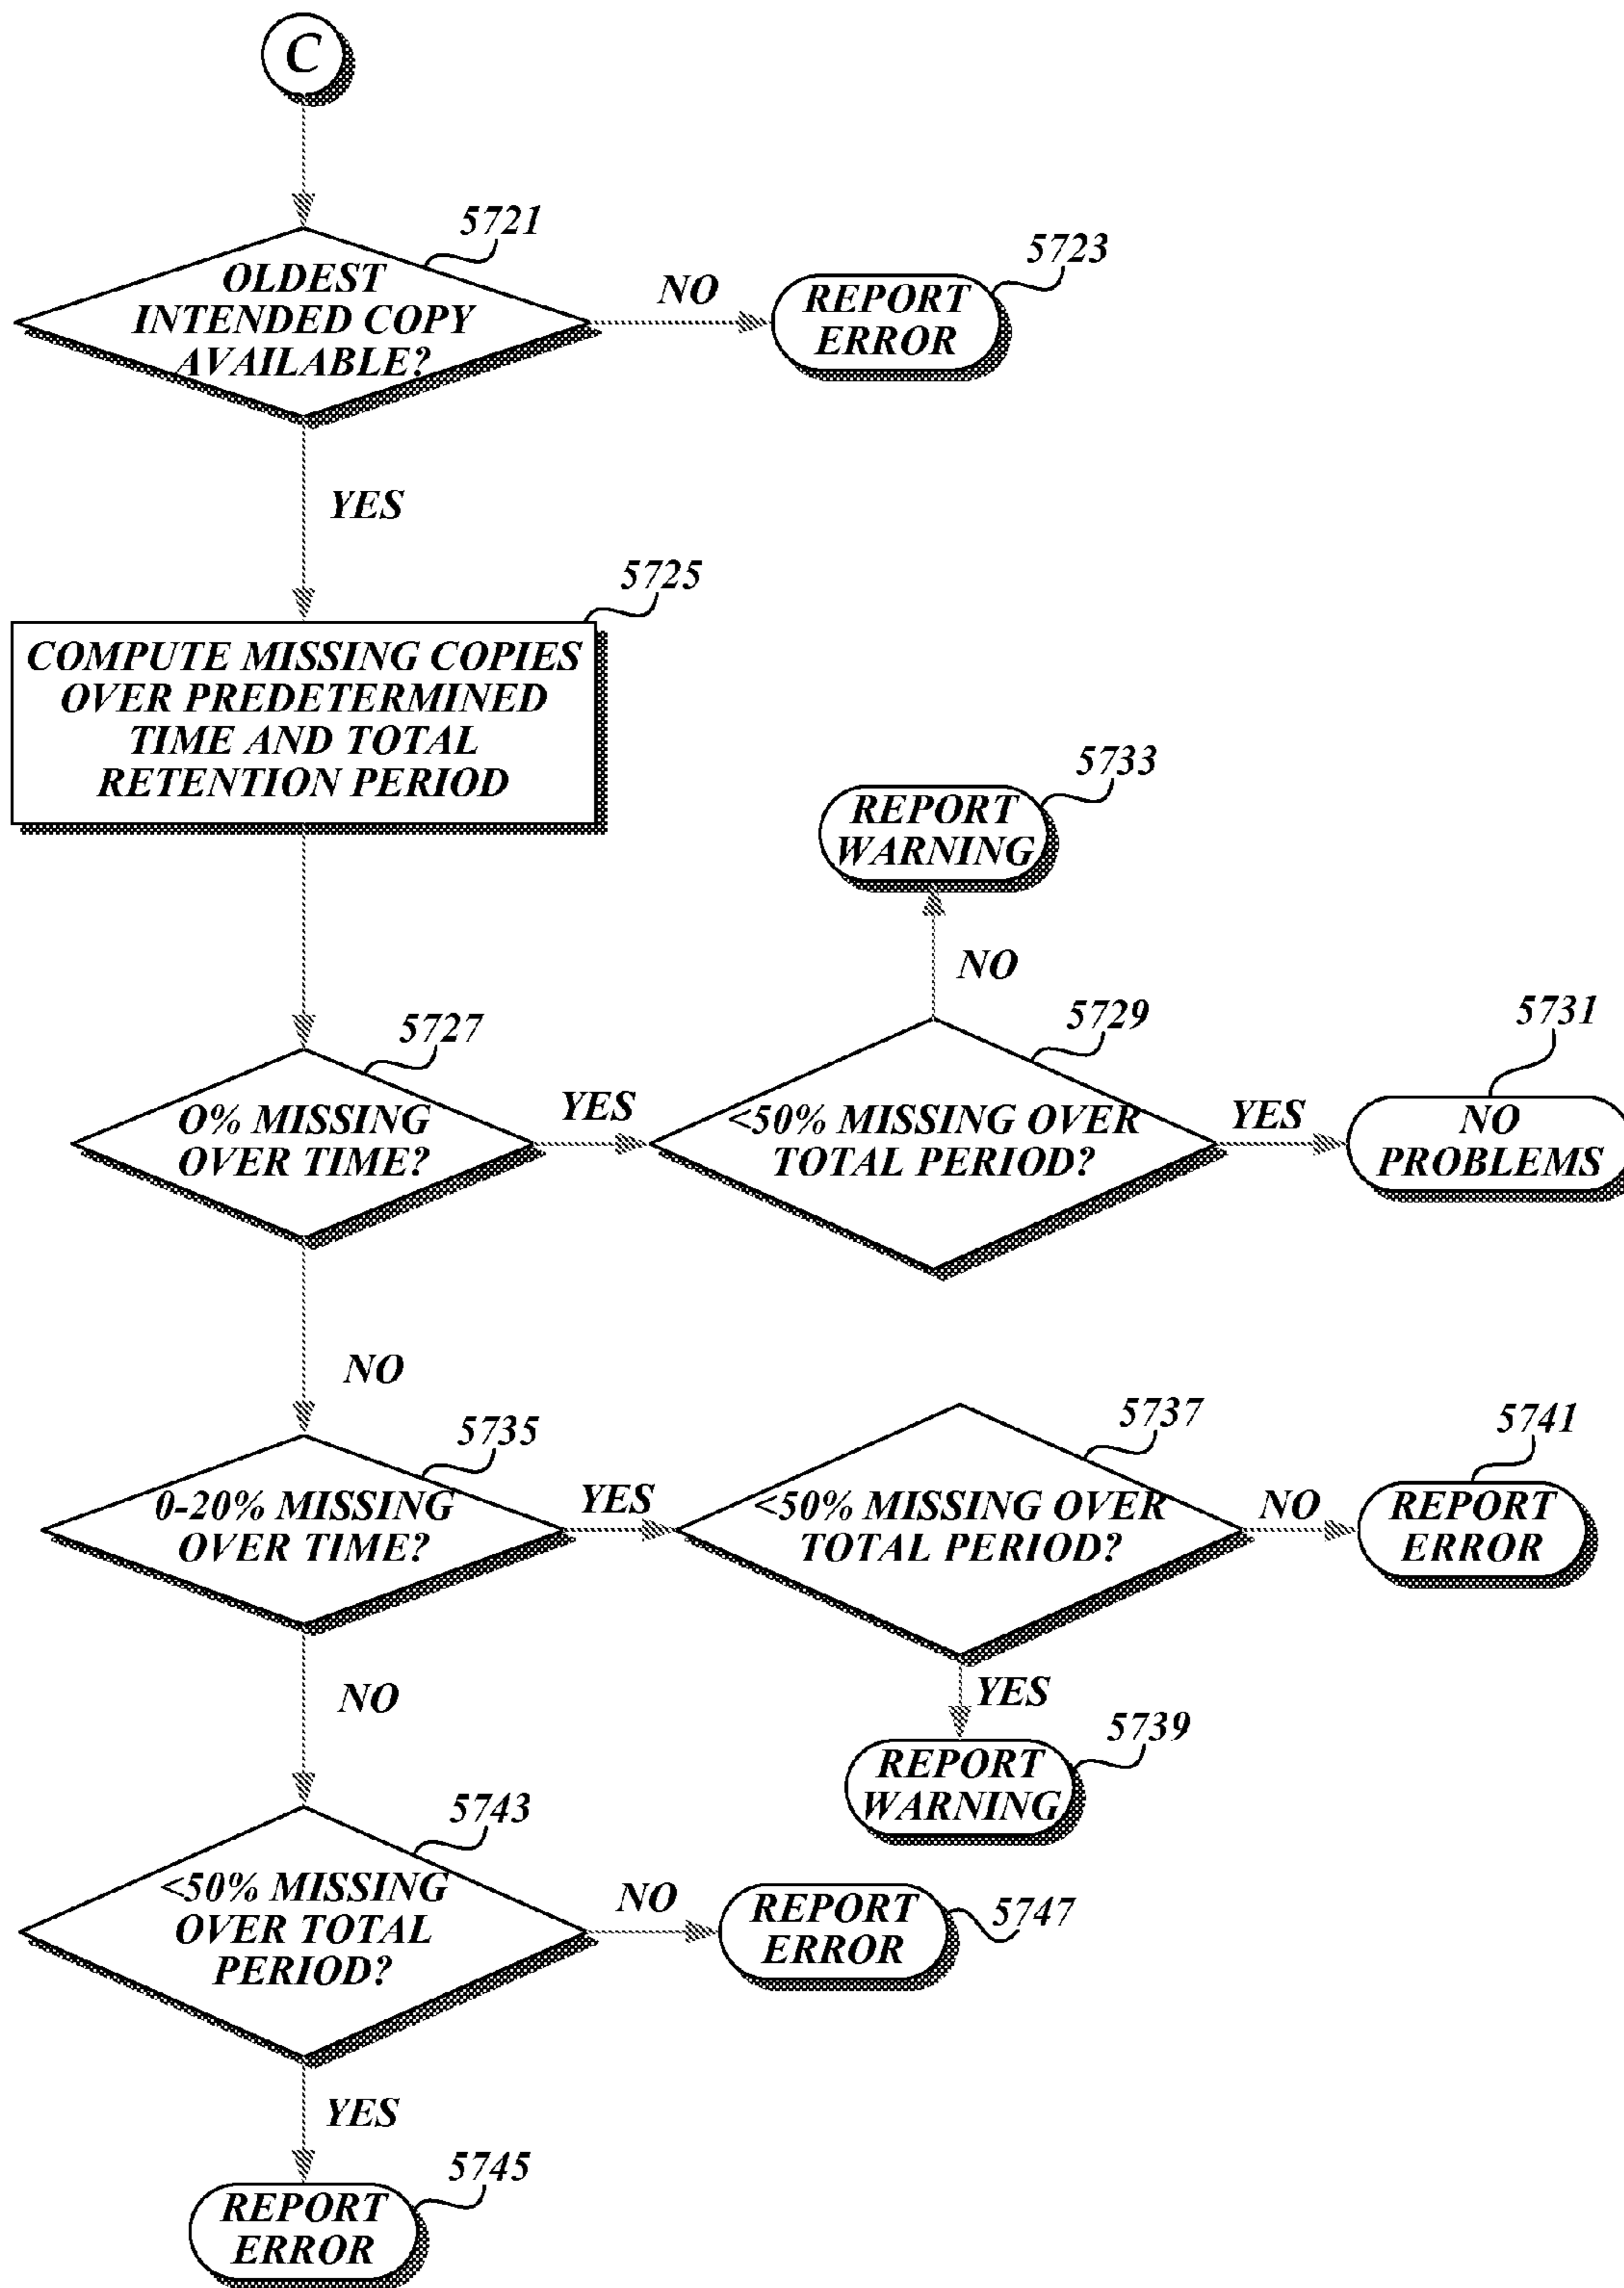 C
5721
OLDEST
INTENDED COPY
AVAILABLE?
NO
5723
REPORT
ERROR
YES
5725
COMPUTE MISSING COPIES
OVER PREDETERMINED
TIME AND TOTAL
RETENTION PERIOD
5733
REPORT
WARNING
NO
5727
O% MISSING
OVER TIME?
YES
5729
<50% MISSING OVER
TOTAL PERIOD?
YES
5731
NO
PROBLEMS
NO
5735
0-20% MISSING
OVER TIME?
YES
5737
<50% MISSING OVER
TOTAL PERIOD?
NO
5741
REPORT
ERROR
YES
5739
REPORT
WARNING
NO
5743
<50% MISSING
OVER TOTAL
PERIOD?
NO
REPORT
ERROR
5747
YES
5745
REPORT
ERROR